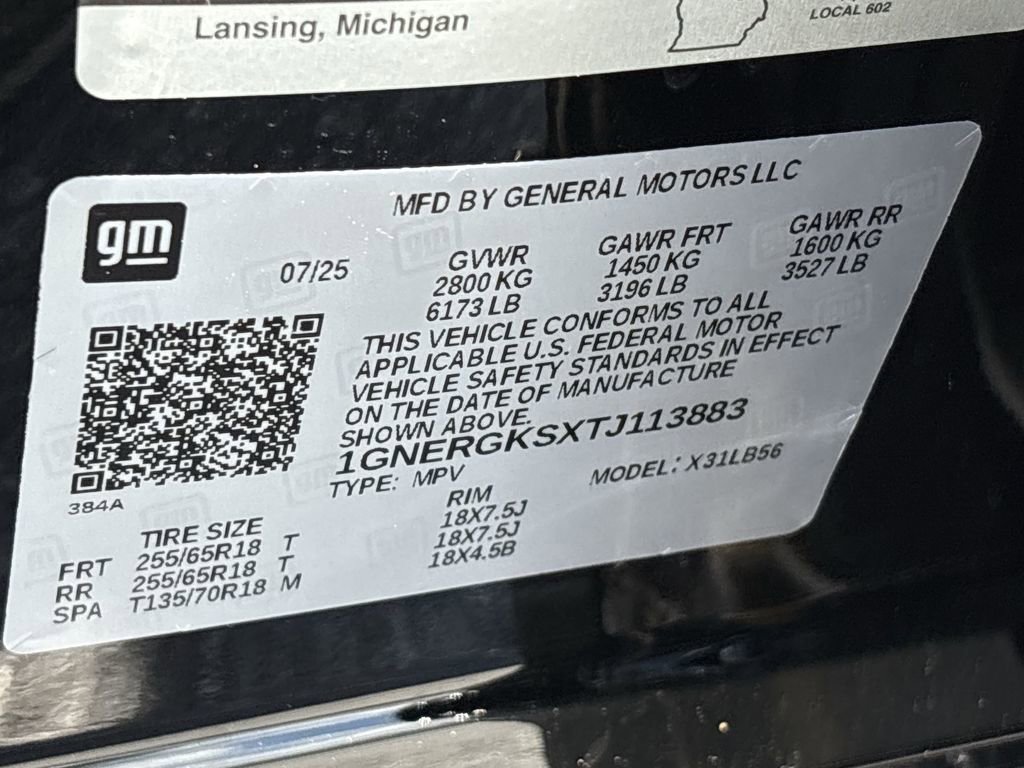 Lansing, Michigan
LOCAL 602
gm
MFD BY GENERAL MOTORS LLC
07/25
GVWR
2800 KG
6173 LB
GAWR FRT
1450 KG
3196 LB
GAWR RR
1600 KG
3527 LB
THIS VEHICLE CONFORMS TO ALL
APPLICABLE U.S. FEDERAL MOTOR
VEHICLE SAFETY STANDARDS IN EFFECT
ON THE DATE OF MANUFACTURE
SHOWN ABOVE.
1GNERGKSXTJ113883
TYPE: MPV MODEL: X31LB56
384A
TIRE SIZE RIM
FRT 255/65R18 T 18X7.5J
RR 255/65R18 T 18X7.5J
SPA T135/70R18 M 18X4.5B